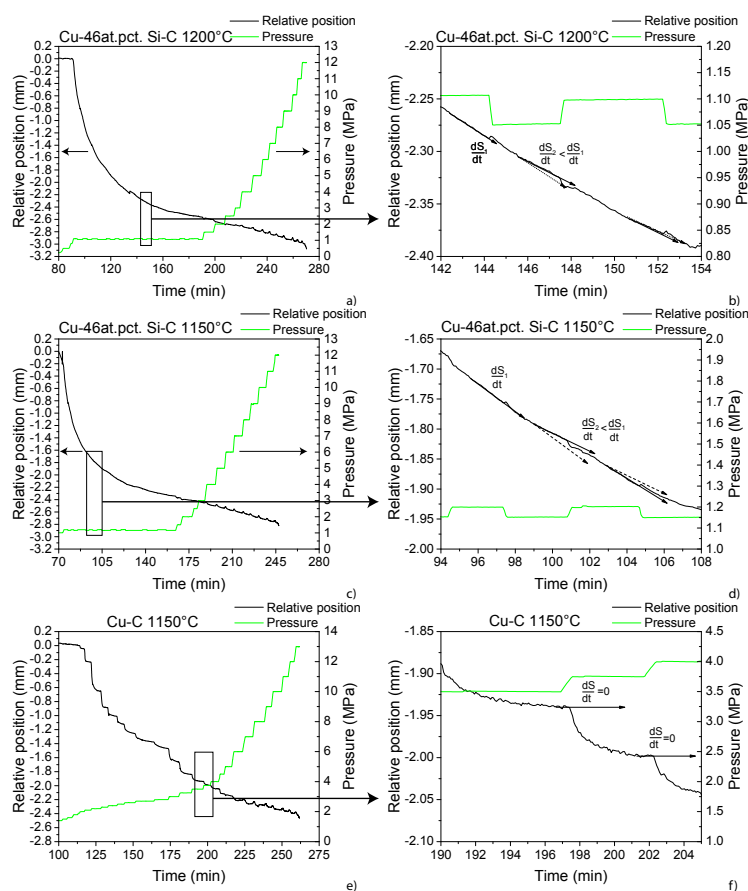 Relative position
Pressure
Cu-46at.pct. Si-C 1200°C
Relative position (mm)
0.2
0.0
-0.2
-0.4
-0.6
-0.8
-1.0
-1.2
-1.4
-1.6
-1.8
-2.0
-2.2
-2.4
-2.6
-2.8
-3.0
-3.2
13
12
11
10
9
8
7
6
5
4
3
2
1
0
Pressure (MPa)
80 120 160 200 240 280
Time (min)
a)
Relative position
Pressure
Cu-46at.pct. Si-C 1200°C
Relative position (mm)
-2.20
-2.25
-2.30
-2.35
-2.40
1.20
1.15
1.10
1.05
1.00
0.95
0.90
0.85
0.80
Pressure (MPa)
dS₁
dt
dS₂ < dS₁
dt dt
142 144 146 148 150 152 154
Time (min)
b)
Relative position
Pressure
Cu-46at.pct. Si-C 1150°C
Relative position (mm)
0.2
0.0
-0.2
-0.4
-0.6
-0.8
-1.0
-1.2
-1.4
-1.6
-1.8
-2.0
-2.2
-2.4
-2.6
-2.8
-3.0
-3.2
13
12
11
10
9
8
7
6
5
4
3
2
1
0
Pressure (MPa)
70 105 140 175 210 245 280
Time (min)
c)
Relative position
Pressure
Cu-46at.pct. Si-C 1150°C
Relative position (mm)
-1.65
-1.70
-1.75
-1.80
-1.85
-1.90
-1.95
-2.00
2.0
1.9
1.8
1.7
1.6
1.5
1.4
1.3
1.2
1.1
1.0
Pressure (MPa)
dS₁
dt
dS₂ < dS₁
dt dt
94 96 98 100 102 104 106 108
Time (min)
d)
Relative position
Pressure
Cu-C 1150°C
Relative position (mm)
0.2
0.0
-0.2
-0.4
-0.6
-0.8
-1.0
-1.2
-1.4
-1.6
-1.8
-2.0
-2.2
-2.4
-2.6
-2.8
14
12
10
8
6
4
2
0
Pressure (MPa)
100 125 150 175 200 225 250 275
Time (min)
e)
Relative position
Pressure
Cu-C 1150°C
Relative position (mm)
-1.85
-1.90
-1.95
-2.00
-2.05
-2.10
4.5
4.0
3.5
3.0
2.5
2.0
1.5
1.0
Pressure (MPa)
dS
dt =0
dS
dt =0
190 192 194 196 198 200 202 204
Time (min)
f)